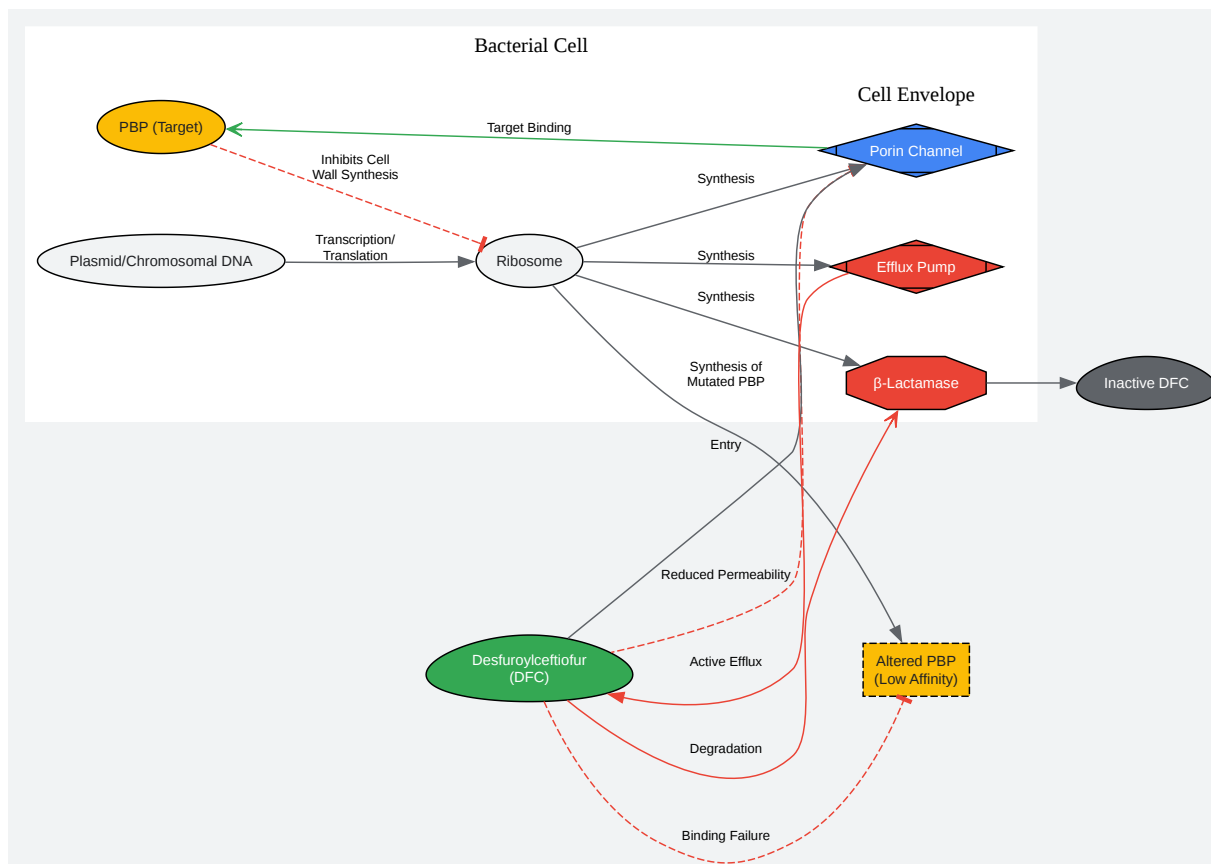 Bacterial Cell
Cell Envelope
PBP (Target)
Target Binding
Porin Channel
Inhibits Cell
Wall Synthesis
Synthesis
Plasmid/Chromosomal DNA
Transcription/
Translation
Ribosome
Synthesis
Efflux Pump
Synthesis
Synthesis of
Mutated PBP
β-Lactamase
Inactive DFC
Entry
Reduced Permeability
Desfuroylceftiofur
(DFC)
Active Efflux
Altered PBP
(Low Affinity)
Degradation
Binding Failure